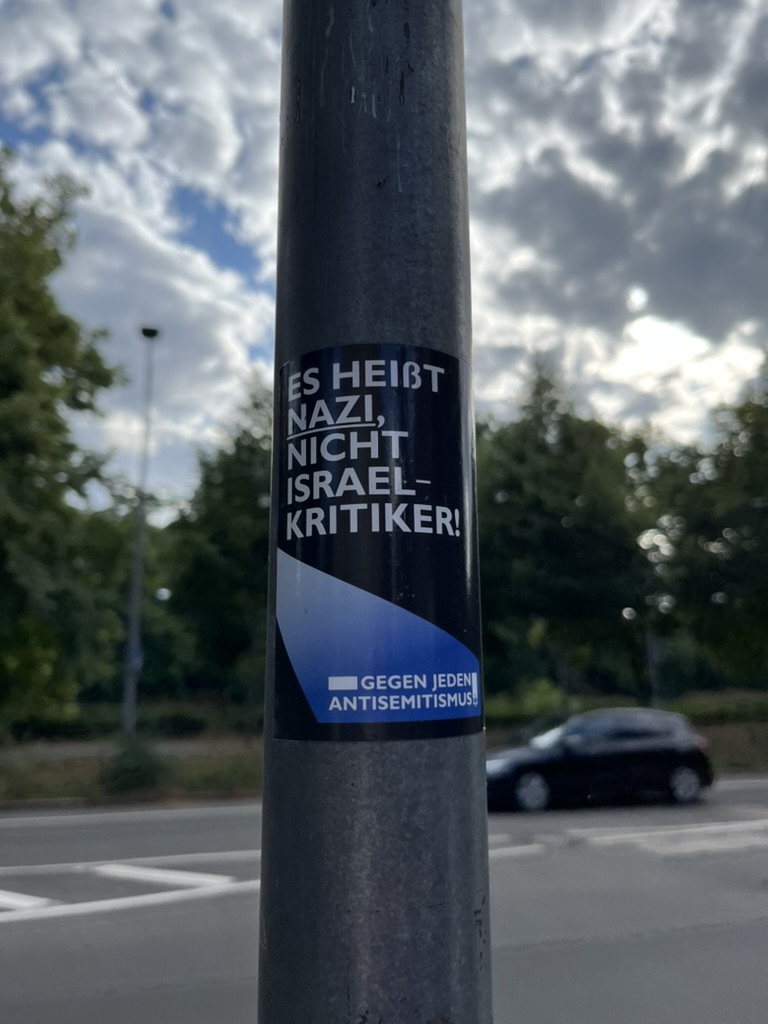 ES HEIßT
NAZI,
NICHT
ISRAEL-
KRITIKER!
GEGEN JEDEN
ANTISEMITISMUS!